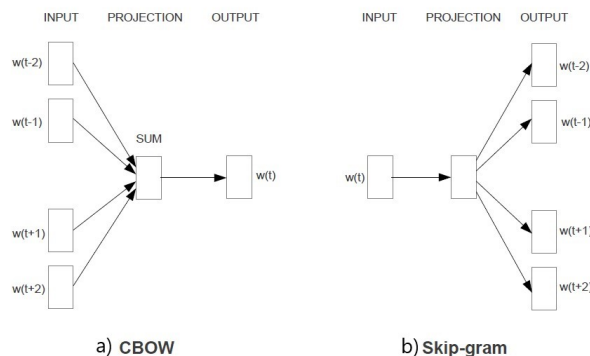 INPUT PROJECTION OUTPUT
w(t-2)
w(t-1)
SUM
w(t)
w(t+1)
w(t+2)
a) CBOW
INPUT PROJECTION OUTPUT
w(t-2)
w(t-1)
w(t)
w(t+1)
w(t+2)
b) Skip-gram